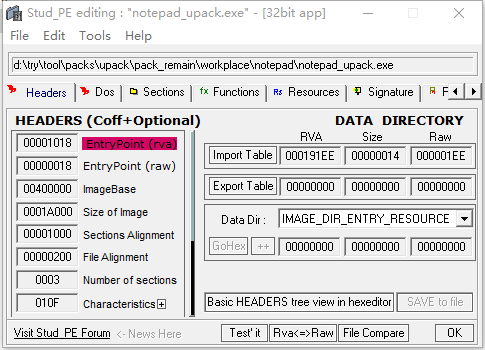 Stud_PE editing : "notepad_upack.exe" - [32bit app]
File Edit Tools Help
d:\try\tool\packs\upack\pack_remain\workplace\notepad\notepad_upack.exe
Headers Dos Sections Functions Resources Signature F
HEADERS (Coff+Optional)
00001018 EntryPoint (rva)
00000018 EntryPoint (raw)
00400000 ImageBase
0001A000 Size of Image
00001000 Sections Alignment
00000200 File Alignment
0003 Number of sections
010F Characteristics
DATA DIRECTORY
RVA Size Raw
Import Table 000191EE 00000014 000001EE
Export Table 00000000 00000000 00000000
Data Dir : IMAGE_DIR_ENTRY_RESOURCE
GoHex ++ 00000000 00000000 00000000
Basic HEADERS tree view in hexeditor SAVE to file
Visit Stud_PE Forum <- News Here Test' it Rva<=>Raw File Compare OK